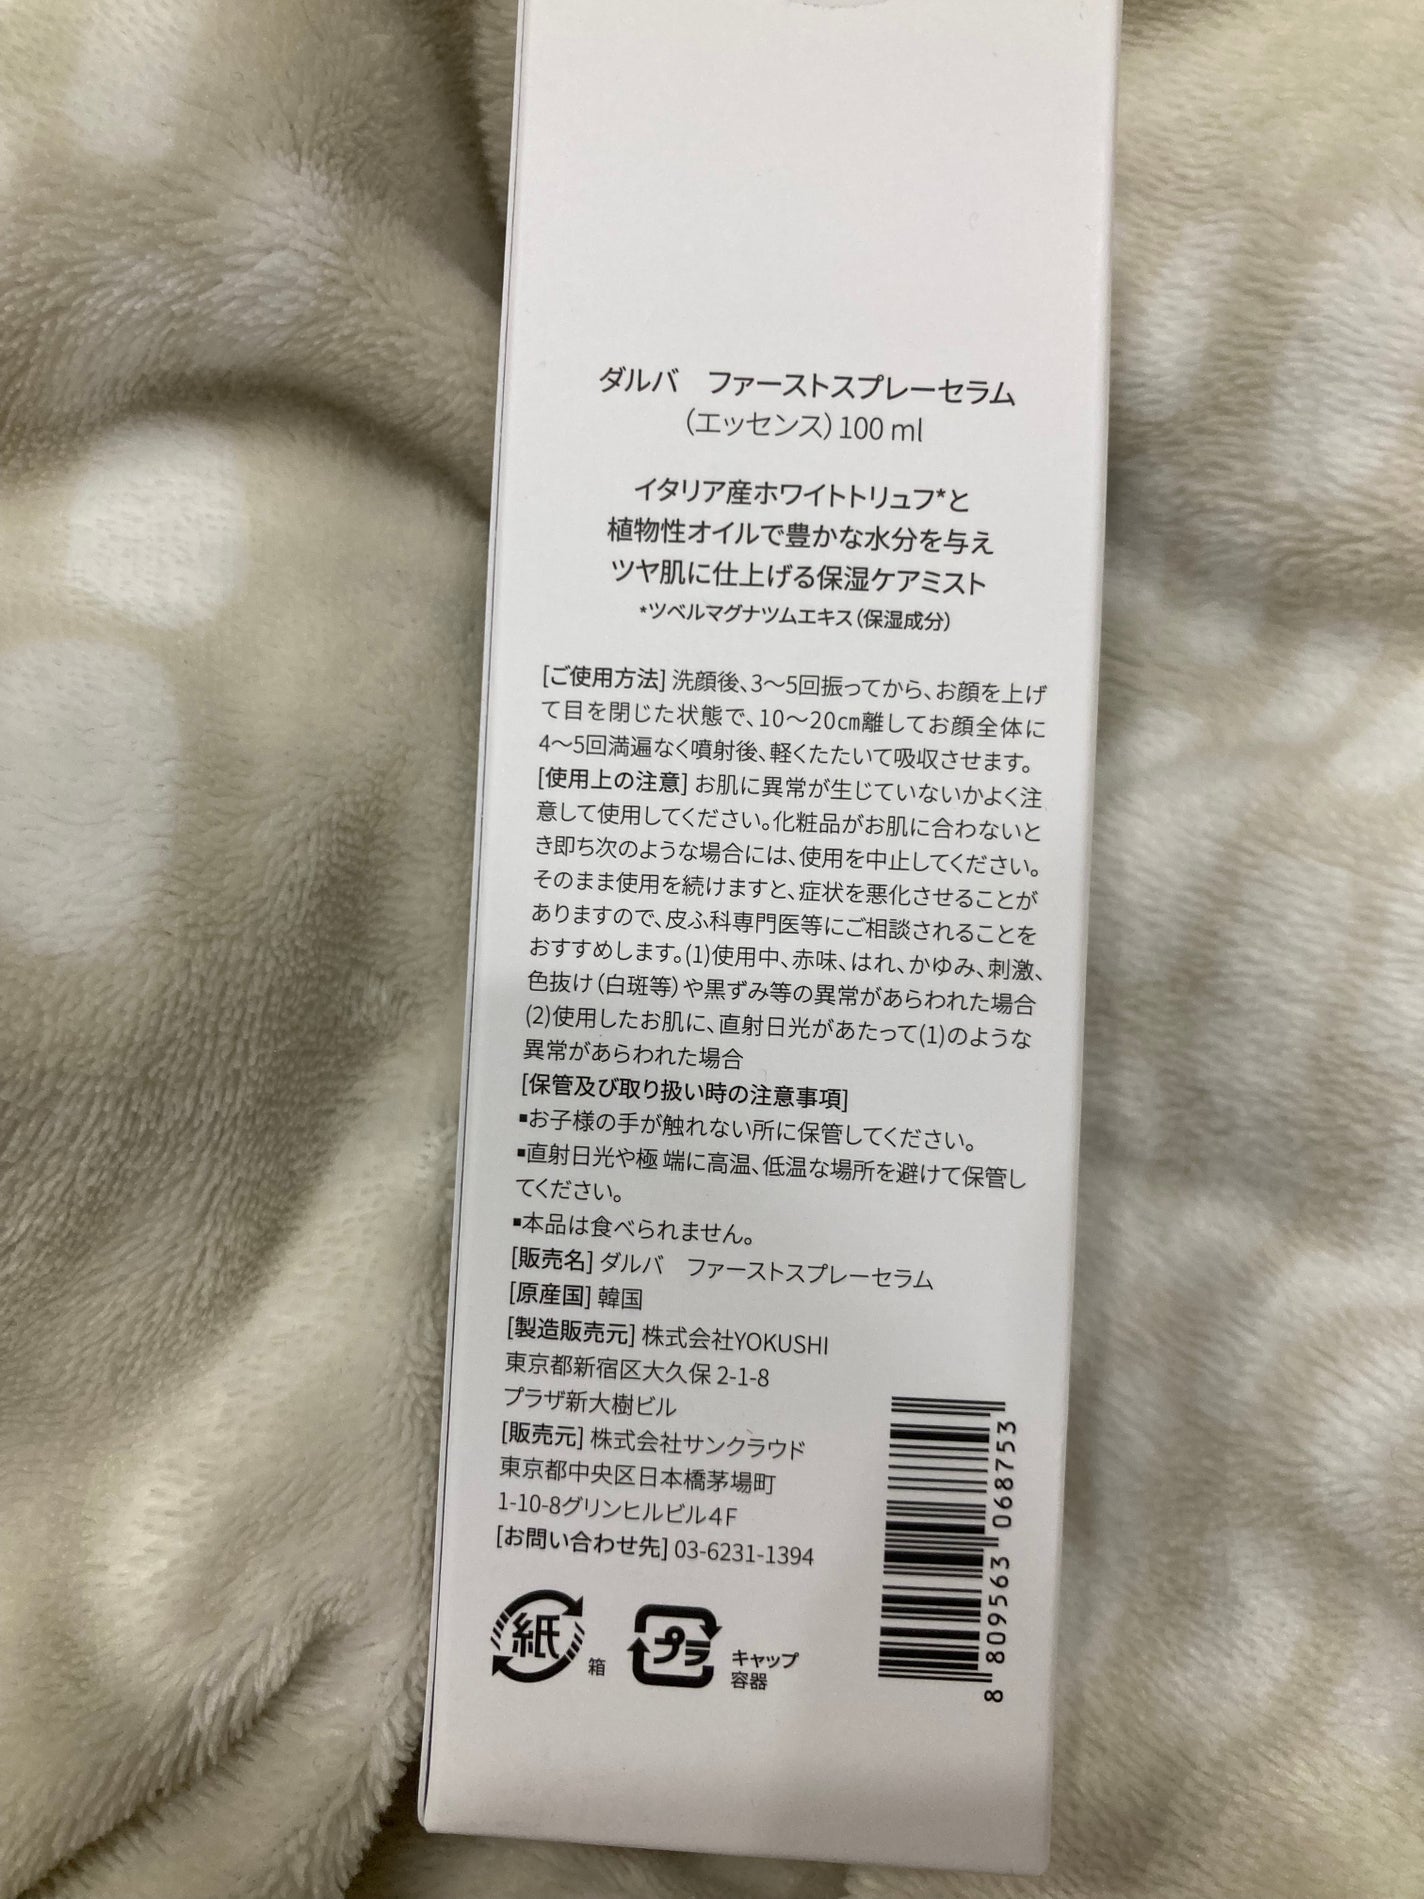 ダルバ　ファーストスプレーセラム
（エッセンス）100 ml
イタリア産ホワイトトリュフ*と
植物性オイルで豊かな水分を与え
ツヤ肌に仕上げる保湿ケアミスト
*ツベルマグナツムエキス（保湿成分）
[ご使用方法] 洗顔後、3～5回振ってから、お顔を上げ
て目を閉じた状態で、10～20㎝離してお顔全体に
4～5回満遍なく噴射後、軽くたたいて吸収させます。
[使用上の注意] お肌に異常が生じていないかよく注
意して使用してください。化粧品がお肌に合わないと
き即ち次のような場合には、使用を中止してください。
そのまま使用を続けますと、症状を悪化させることが
ありますので、皮ふ科専門医等にご相談されることを
おすすめします。(1)使用中、赤味、はれ、かゆみ、刺激、
色抜け（白斑等）や黒ずみ等の異常があらわれた場合
(2)使用したお肌に、直射日光があたって(1)のような
異常があらわれた場合
[保管及び取り扱い時の注意事項]
▪お子様の手が触れない所に保管してください。
▪直射日光や極 端に高温、低温な場所を避けて保管し
てください。
▪本品は食べられません。
[販売名] ダルバ　ファーストスプレーセラム
[原産国] 韓国
[製造販売元] 株式会社YOKUSHI
東京都新宿区大久保 2-1-8
プラザ新大樹ビル
[販売元] 株式会社サンクラウド
東京都中央区日本橋茅場町
1-10-8グリンヒルビル4F
[お問い合わせ先] 03-6231-1394
紙 箱
プラ キャップ
容器
8 809563 068753